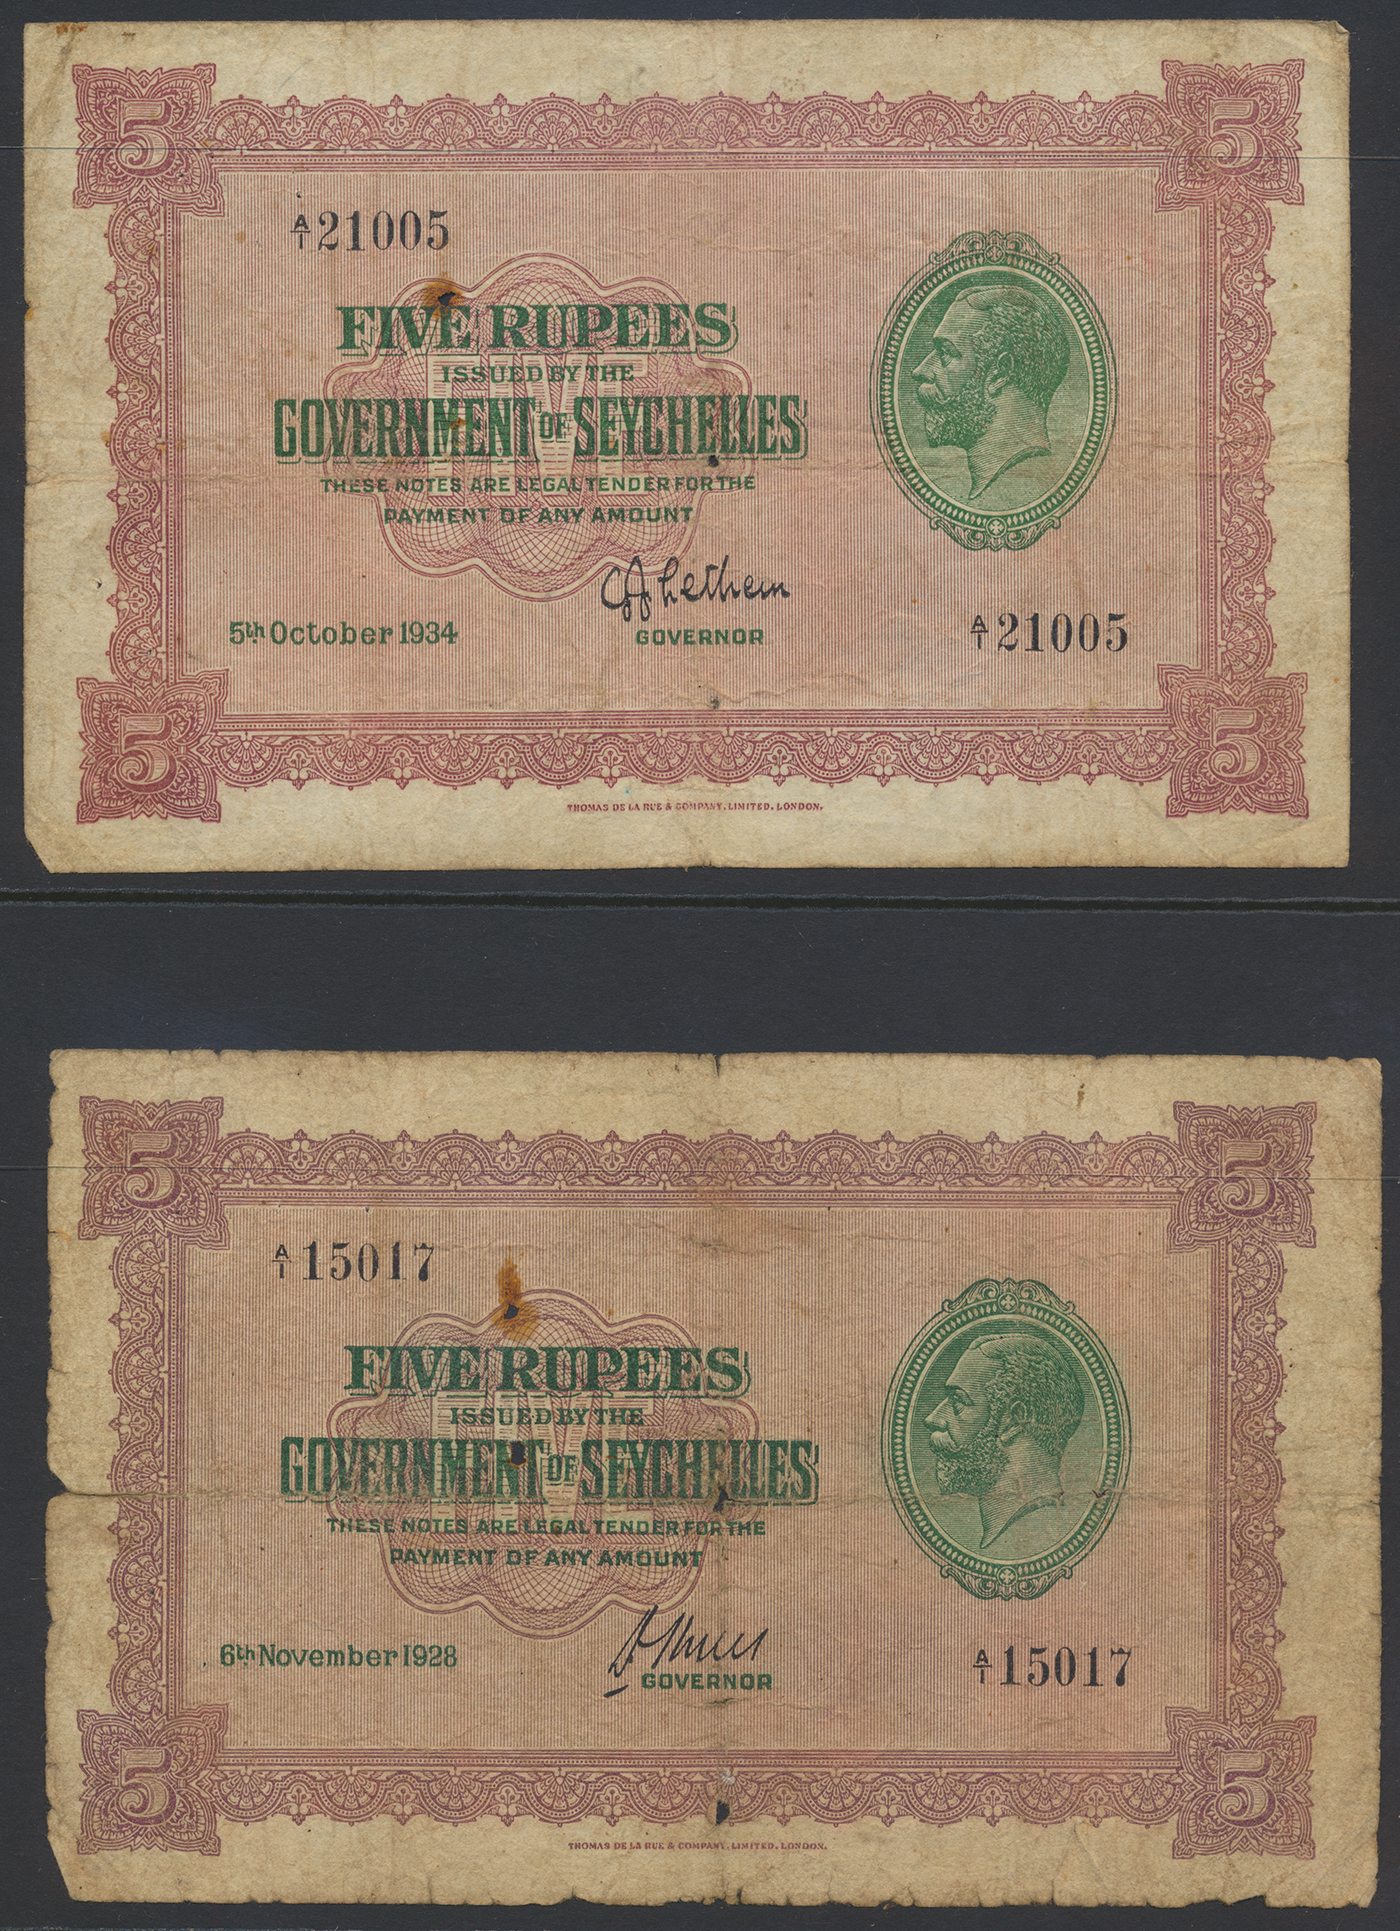 5 5
A/1 21005
FIVE RUPEES
ISSUED BY THE
GOVERNMENT OF SEYCHELLES
THESE NOTES ARE LEGAL TENDER FOR THE
PAYMENT OF ANY AMOUNT
5th October 1934
GOVERNOR
A/1 21005
5 5
THOMAS DE LA RUE & COMPANY, LIMITED, LONDON.
5 5
A/1 15017
FIVE RUPEES
ISSUED BY THE
GOVERNMENT OF SEYCHELLES
THESE NOTES ARE LEGAL TENDER FOR THE
PAYMENT OF ANY AMOUNT
6th November 1928
GOVERNOR
A/1 15017
5 5
THOMAS DE LA RUE & COMPANY, LIMITED, LONDON.